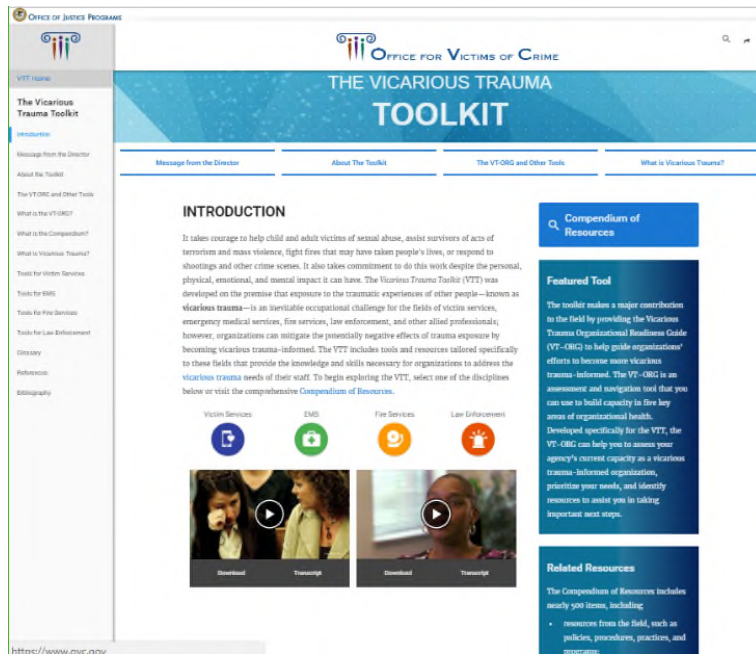 OFFICE OF JUSTICE PROGRAMS
OFFICE FOR VICTIMS OF CRIME
THE VICARIOUS TRAUMA
TOOLKIT
VTT Home
The Vicarious
Trauma Toolkit
Introduction
Message from the Director
About the Toolkit
The VT-ORG and Other Tools
What is the VT-ORG?
What is the Compendium?
What is Vicarious Trauma?
Tools for Victim Services
Tools for EMS
Tools for Fire Services
Tools for Law Enforcement
Glossary
References
Bibliography
Message from the Director
About The Toolkit
The VT-ORG and Other Tools
What is Vicarious Trauma?
INTRODUCTION
It takes courage to help child and adult victims of sexual abuse, assist survivors of acts of
terrorism and mass violence, fight fires that may have taken people's lives, or respond to
shootings and other crime scenes. It also takes commitment to do this work despite the personal,
physical, emotional, and mental impact it can have. The Vicarious Trauma Toolkit (VTT) was
developed on the premise that exposure to the traumatic experiences of other people—known as
vicarious trauma—is an inevitable occupational challenge for the fields of victim services,
emergency medical services, fire services, law enforcement, and other allied professionals;
however, organizations can mitigate the potentially negative effects of trauma exposure by
becoming vicarious trauma-informed. The VTT includes tools and resources tailored specifically
to these fields that provide the knowledge and skills necessary for organizations to address the
vicarious trauma needs of their staff. To begin exploring the VTT, select one of the disciplines
below or visit the comprehensive Compendium of Resources.
Victim Services
EMS
Fire Services
Law Enforcement
Download
Transcript
Download
Transcript
Compendium of
Resources
Featured Tool
The toolkit makes a major contribution
to the field by providing the Vicarious
Trauma Organizational Readiness Guide
(VT-ORG) to help guide organizations'
efforts to become more vicarious
trauma-informed. The VT-ORG is an
assessment and navigation tool that you
can use to build capacity in five key
areas of organizational health.
Developed specifically for the VTT, the
VT-ORG can help you to assess your
agency's current capacity as a vicarious
trauma-informed organization,
prioritize your needs, and identify
resources to assist you in taking
important next steps.
Related Resources
The Compendium of Resources includes
nearly 500 items, including
• resources from the field, such as
policies, procedures, practices, and
programs;
https://www.ovc.gov